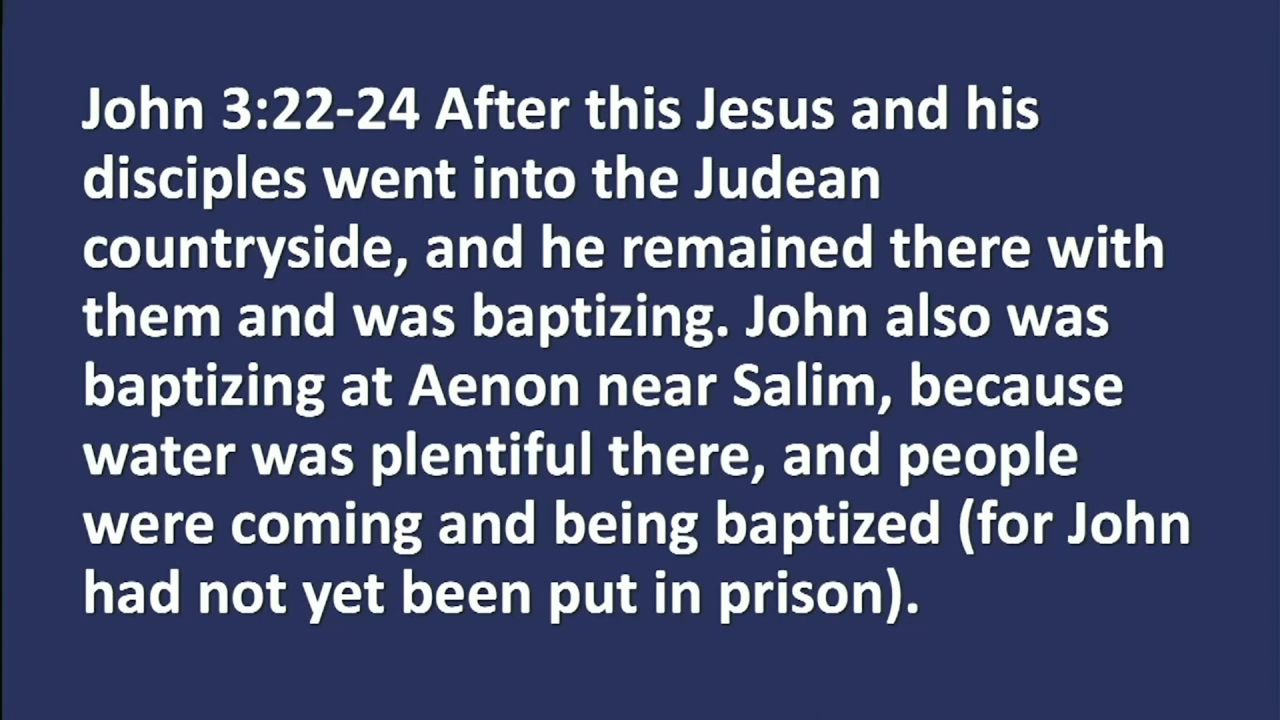 John 3:22-24 After this Jesus and his
disciples went into the Judean
countryside, and he remained there with
them and was baptizing. John also was
baptizing at Aenon near Salim, because
water was plentiful there, and people
were coming and being baptized (for John
had not yet been put in prison).